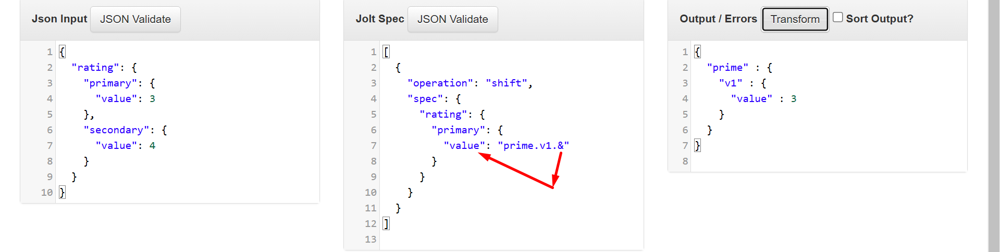 Json Input JSON Validate
1 {
2   "rating": {
3     "primary": {
4       "value": 3
5     },
6     "secondary": {
7       "value": 4
8     }
9   }
10 }
Jolt Spec JSON Validate
1 [
2   {
3     "operation": "shift",
4     "spec": {
5       "rating": {
6         "primary": {
7           "value": "prime.v1.&"
8         }
9       }
10     }
11   }
12 ]
13
Output / Errors Transform Sort Output?
1 {
2   "prime" : {
3     "v1" : {
4       "value" : 3
5     }
6   }
7 }
8